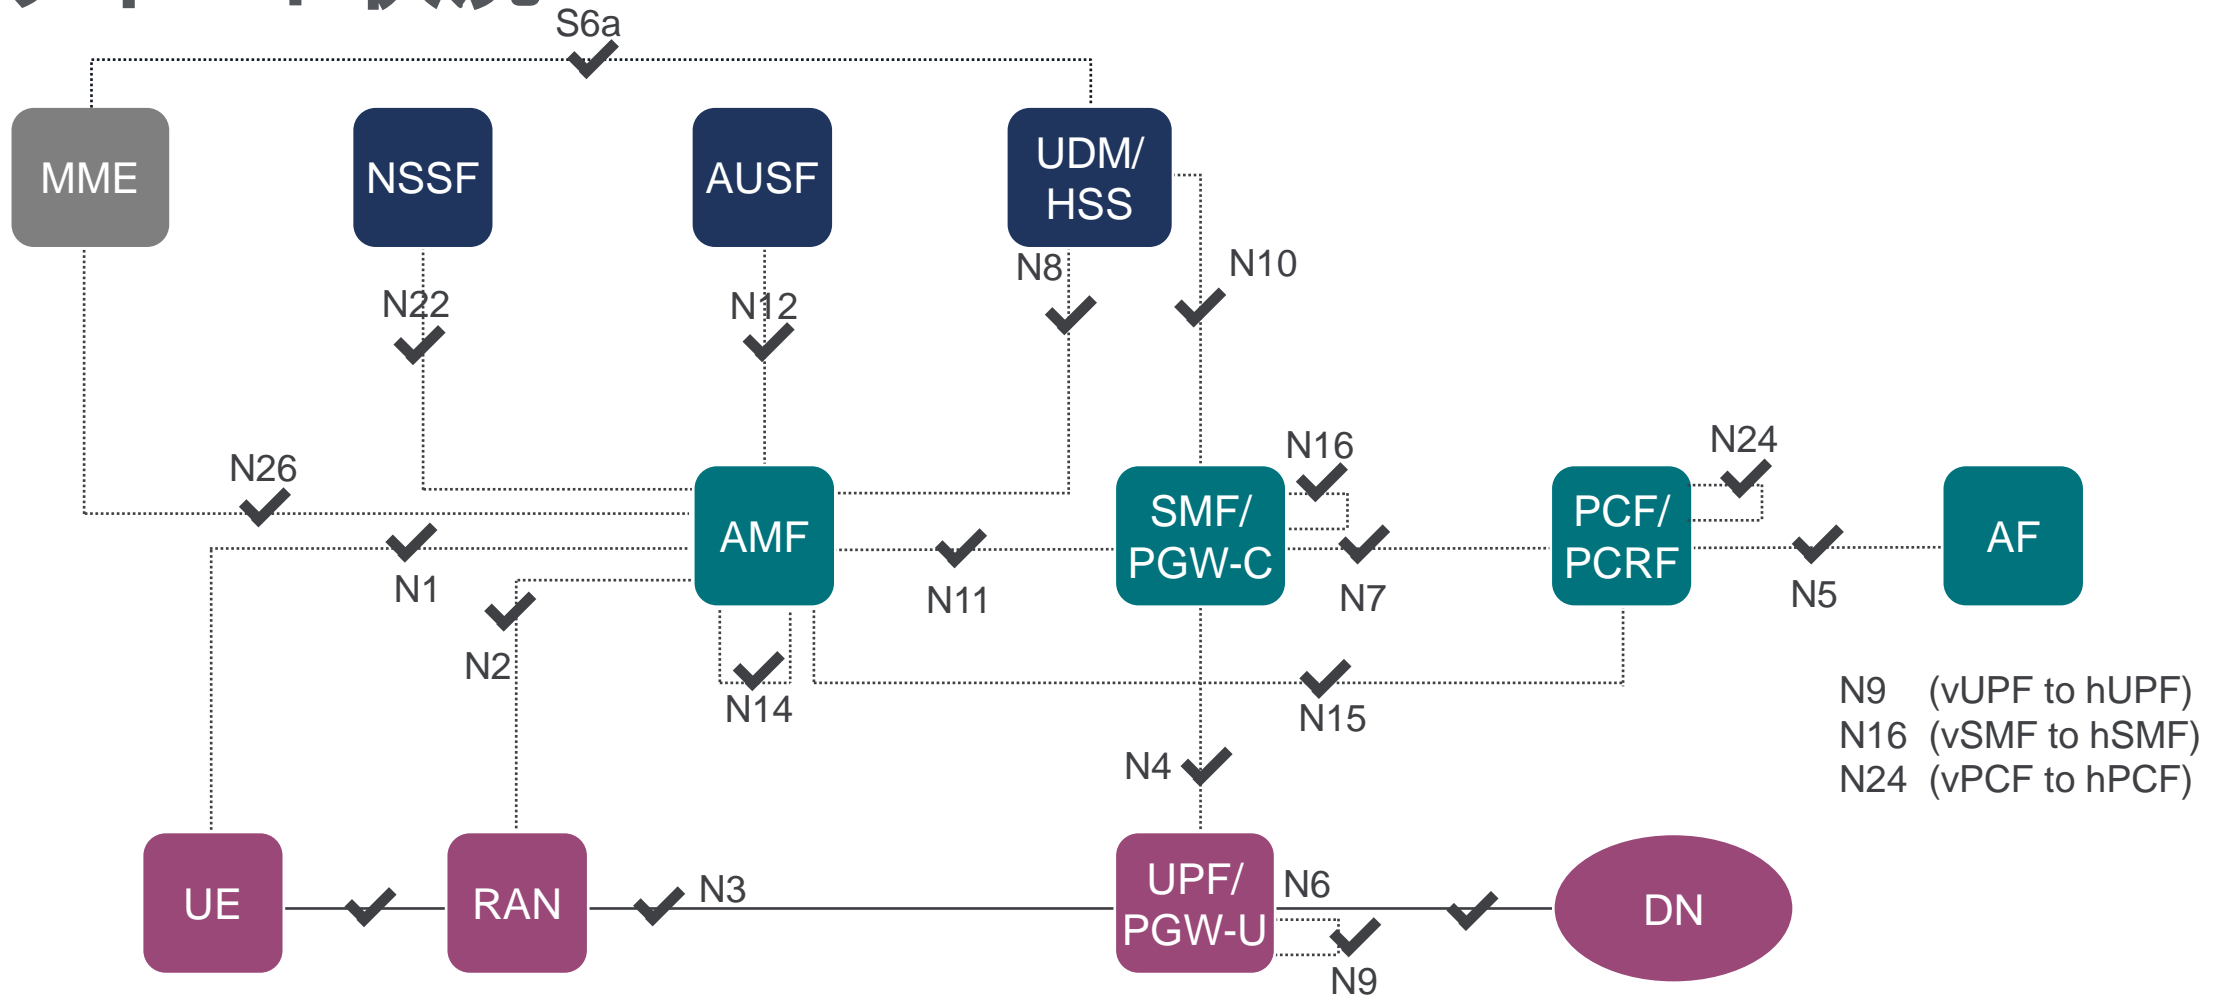 S6a
MME
NSSF
AUSF
UDM/
HSS
N8
N10
N22
N12
N26
N16
N24
AMF
SMF/
PGW-C
PCF/
PCRF
AF
N1
N11
N7
N5
N2
N14
N15
N9 (vUPF to hUPF)
N16 (vSMF to hSMF)
N24 (vPCF to hPCF)
N4
UE
RAN
N3
UPF/
PGW-U
N6
DN
N9